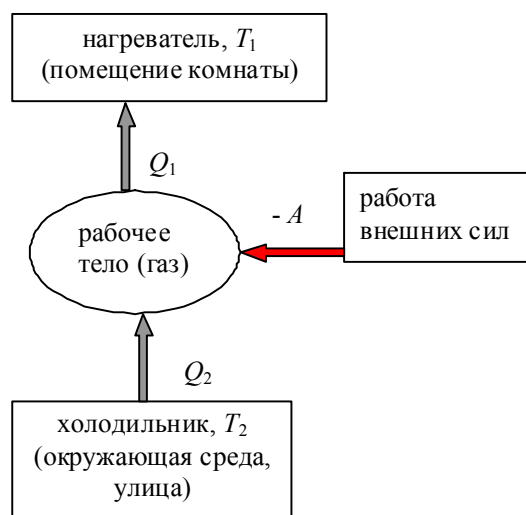 нагреватель, T1
(помещение комнаты)
Q1
- A
работа
внешних сил
рабочее
тело (газ)
Q2
холодильник, T2
(окружающая среда,
улица)